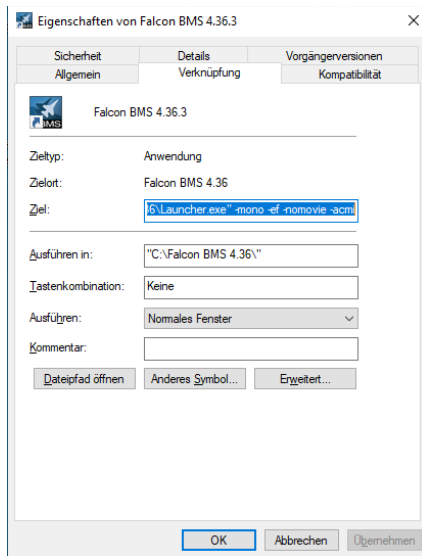 Eigenschaften von Falcon BMS 4.36.3
Sicherheit Details Vorgängerversionen
Allgemein Verknüpfung Kompatibilität
BMS
Falcon BMS 4.36.3
Zieltyp: Anwendung
Zielort: Falcon BMS 4.36
Ziel: 36\Launcher.exe" -mono -ef -nomovie -acmi
Ausführen in: "C:\Falcon BMS 4.36\"
Tastenkombination: Keine
Ausführen: Normales Fenster
Kommentar:
Dateipfad öffnen Anderes Symbol... Erweitert...
OK Abbrechen Übernehmen